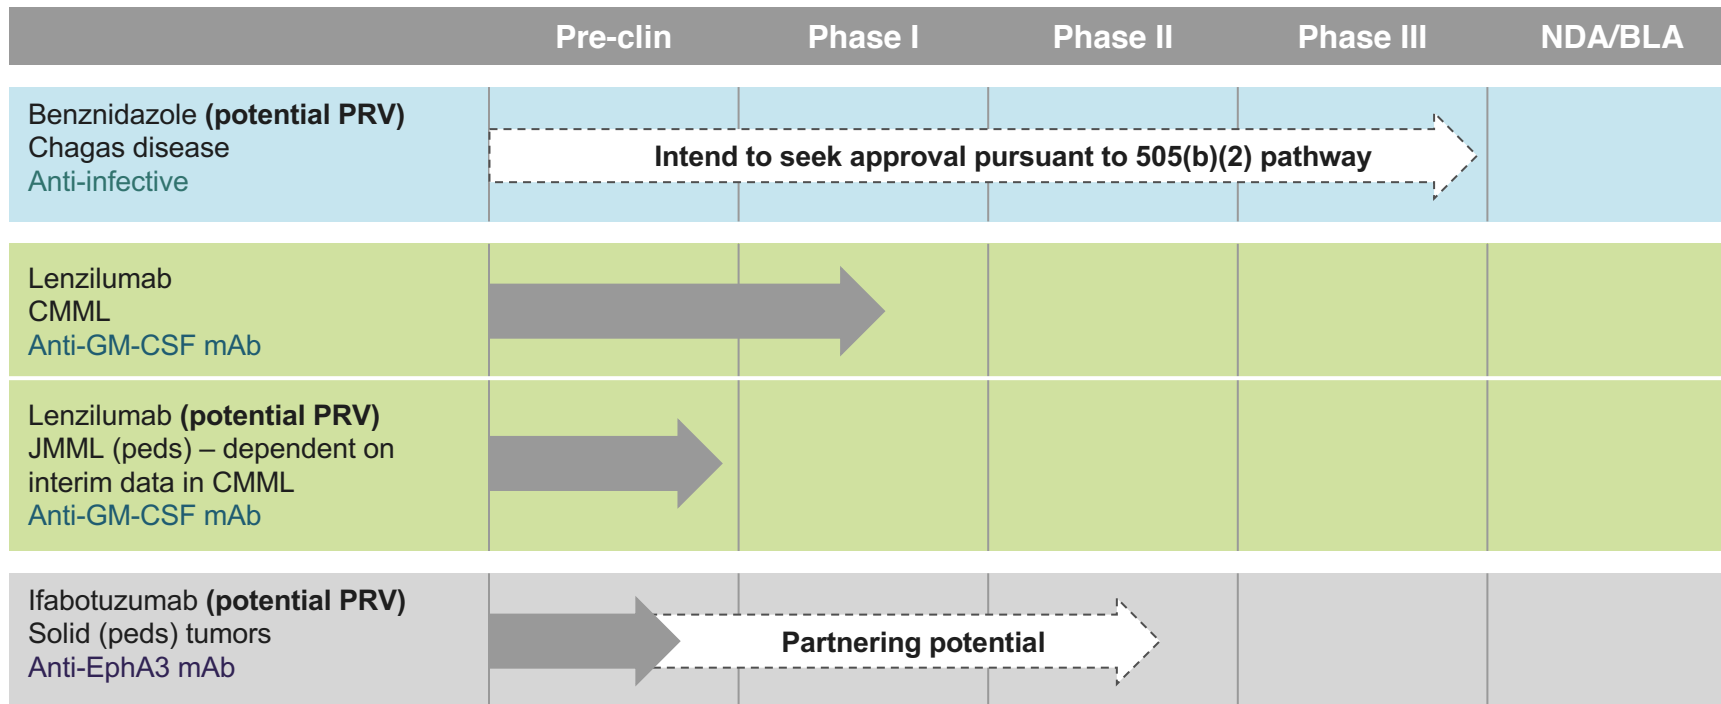 Pre-clin Phase I Phase II Phase III NDA/BLA
Benznidazole (potential PRV)
Chagas disease
Anti-infective
Intend to seek approval pursuant to 505(b)(2) pathway
Lenzilumab
CMML
Anti-GM-CSF mAb
Lenzilumab (potential PRV)
JMML (peds) – dependent on
interim data in CMML
Anti-GM-CSF mAb
Ifabotuzumab (potential PRV)
Solid (peds) tumors
Anti-EphA3 mAb
Partnering potential